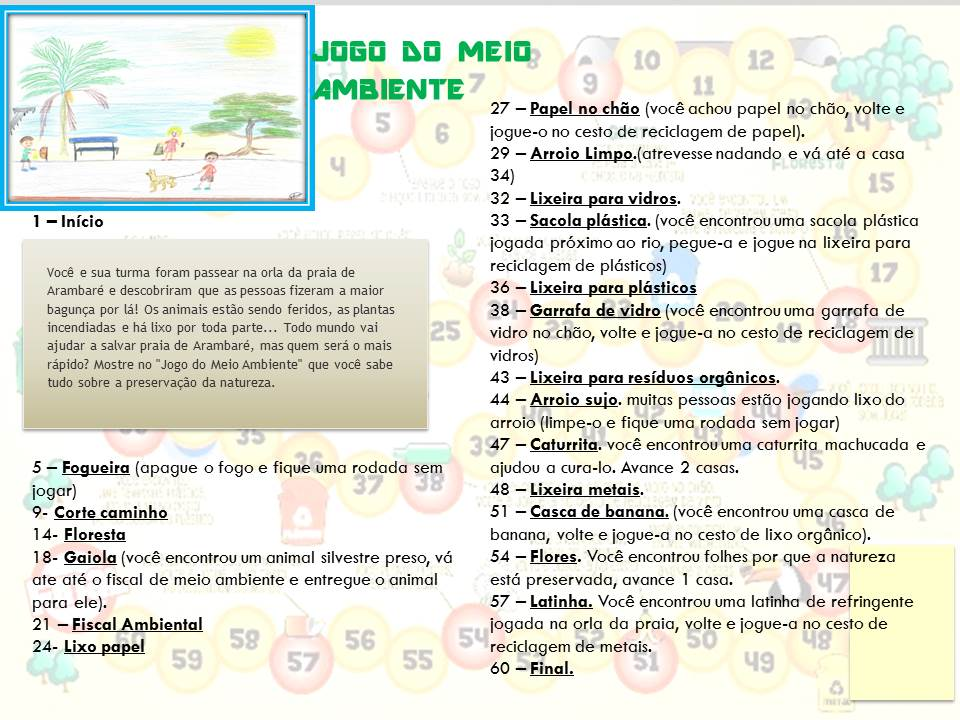 JOGO DO MEIO
AMBIENTE
1 – Início
Você e sua turma foram passear na orla da praia de
Arambaré e descobriram que as pessoas fizeram a maior
bagunça por lá! Os animais estão sendo feridos, as plantas
incendiadas e há lixo por toda parte... Todo mundo vai
ajudar a salvar praia de Arambaré, mas quem será o mais
rápido? Mostre no "Jogo do Meio Ambiente" que você sabe
tudo sobre a preservação da natureza.
5 – Fogueira (apague o fogo e fique uma rodada sem
jogar)
9- Corte caminho
14- Floresta
18- Gaiola (você encontrou um animal silvestre preso, vá
ate até o fiscal de meio ambiente e entregue o animal
para ele).
21 – Fiscal Ambiental
24- Lixo papel
27 – Papel no chão (você achou papel no chão, volte e
jogue-o no cesto de reciclagem de papel).
29 – Arroio Limpo.(atrevesse nadando e vá até a casa
34)
32 – Lixeira para vidros.
33 – Sacola plástica. (você encontrou uma sacola plástica
jogada próximo ao rio, pegue-a e jogue na lixeira para
reciclagem de plásticos)
36 – Lixeira para plásticos
38 – Garrafa de vidro (você encontrou uma garrafa de
vidro no chão, volte e jogue-a no cesto de reciclagem de
vidros)
43 – Lixeira para resíduos orgânicos.
44 – Arroio sujo. muitas pessoas estão jogando lixo do
arroio (limpe-o e fique uma rodada sem jogar)
47 – Caturrita. você encontrou uma caturrita machucada e
ajudou a cura-lo. Avance 2 casas.
48 – Lixeira metais.
51 – Casca de banana. (você encontrou uma casca de
banana, volte e jogue-a no cesto de lixo orgânico).
54 – Flores. Você encontrou folhes por que a natureza
está preservada, avance 1 casa.
57 – Latinha. Você encontrou uma latinha de refringente
jogada na orla da praia, volte e jogue-a no cesto de
reciclagem de metais.
60 – Final.